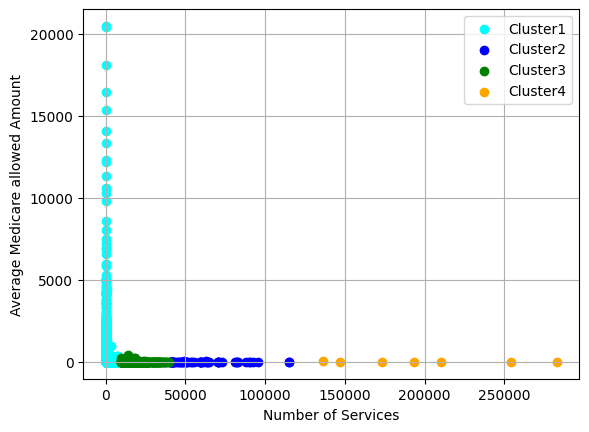 20000
15000
10000
5000
0
Average Medicare allowed Amount
0
50000
100000
150000
200000
250000
Number of Services
Cluster1
Cluster2
Cluster3
Cluster4